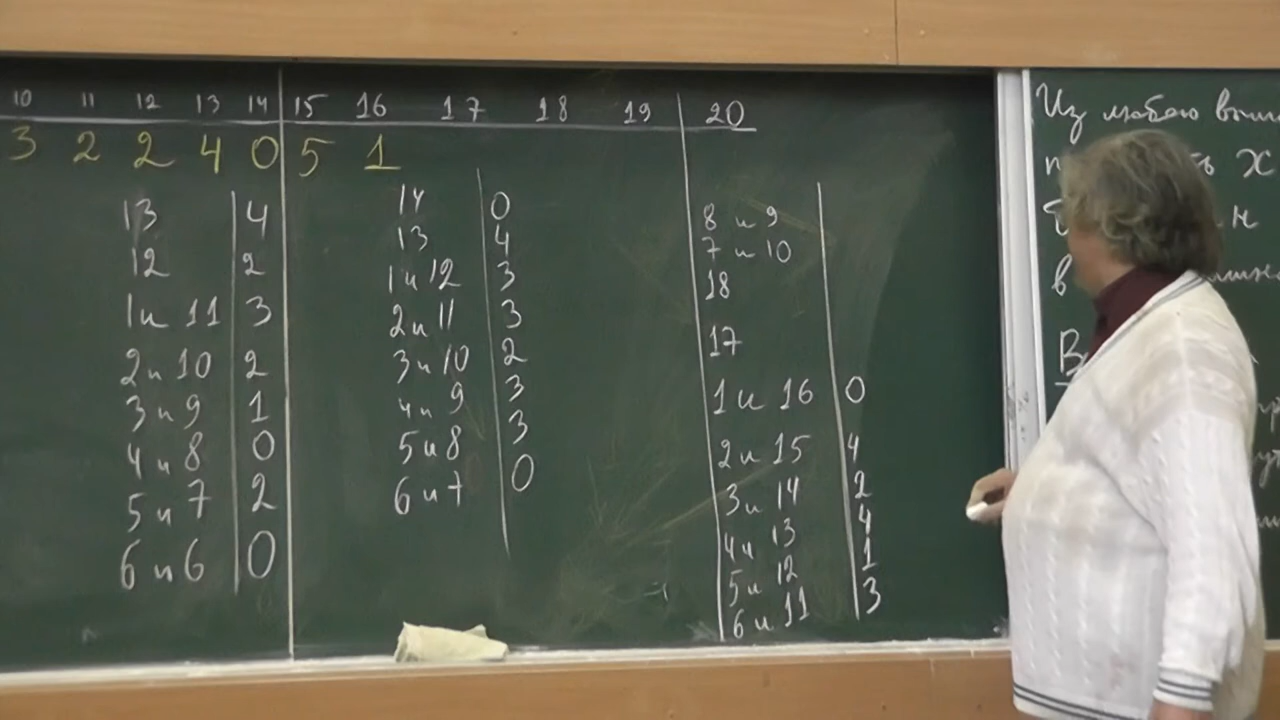 10 11 12 13 14 15 16 17 18 19 20
3 2 2 4 0 5 1
13 4
12 2
1 и 11 3
2 и 10 2
3 и 9 1
4 и 8 0
5 и 7 2
6 и 6 0
14 0
13 4
1 и 12 3
2 и 11 3
3 и 10 2
4 и 9 3
5 и 8 3
6 и 7 0
8 и 9
7 и 10
18
17
1 и 16 0
2 и 15 4
3 и 14 2
4 и 13 4
5 и 12 1
6 и 11 3
Из любого